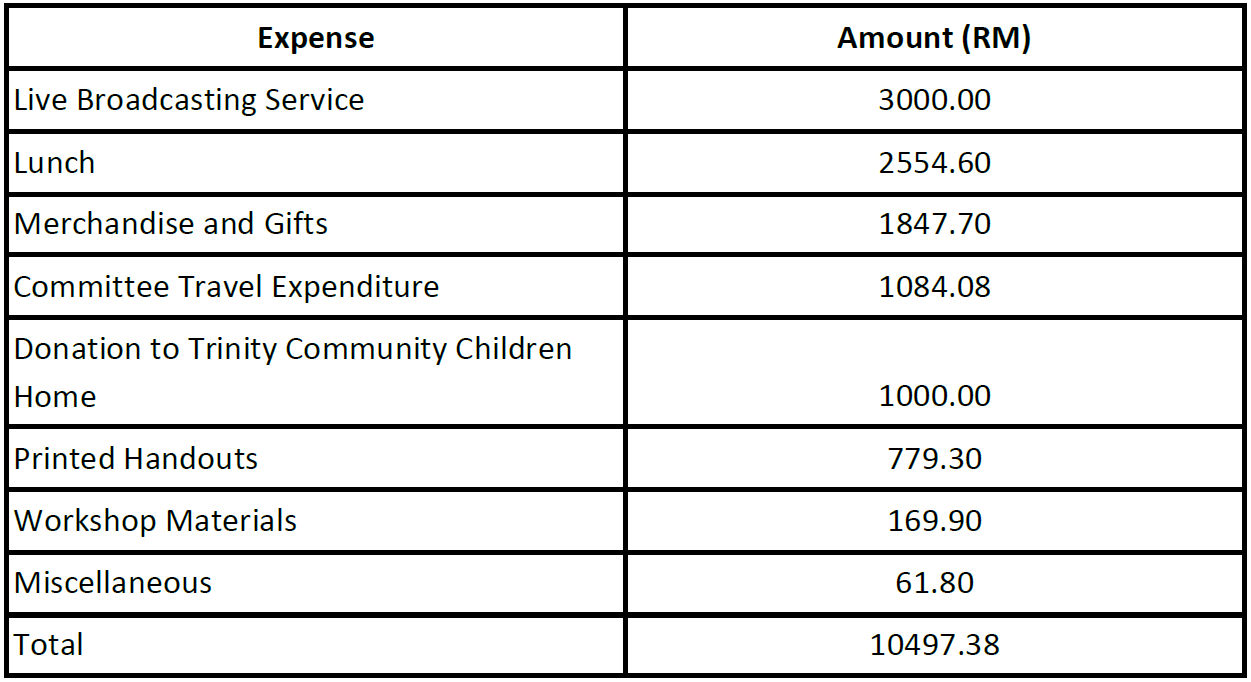 Expense Amount (RM)
Live Broadcasting Service 3000.00
Lunch 2554.60
Merchandise and Gifts 1847.70
Committee Travel Expenditure 1084.08
Donation to Trinity Community Children
Home 1000.00
Printed Handouts 779.30
Workshop Materials 169.90
Miscellaneous 61.80
Total 10497.38